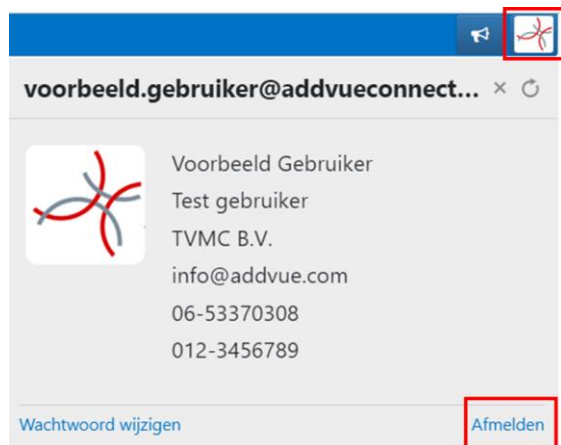 voorbeeld.gebruiker@addvueconnect...
Voorbeeld Gebruiker
Test gebruiker
TVMC B.V.
info@addvue.com
06-53370308
012-3456789
Wachtwoord wijzigen
Afmelden